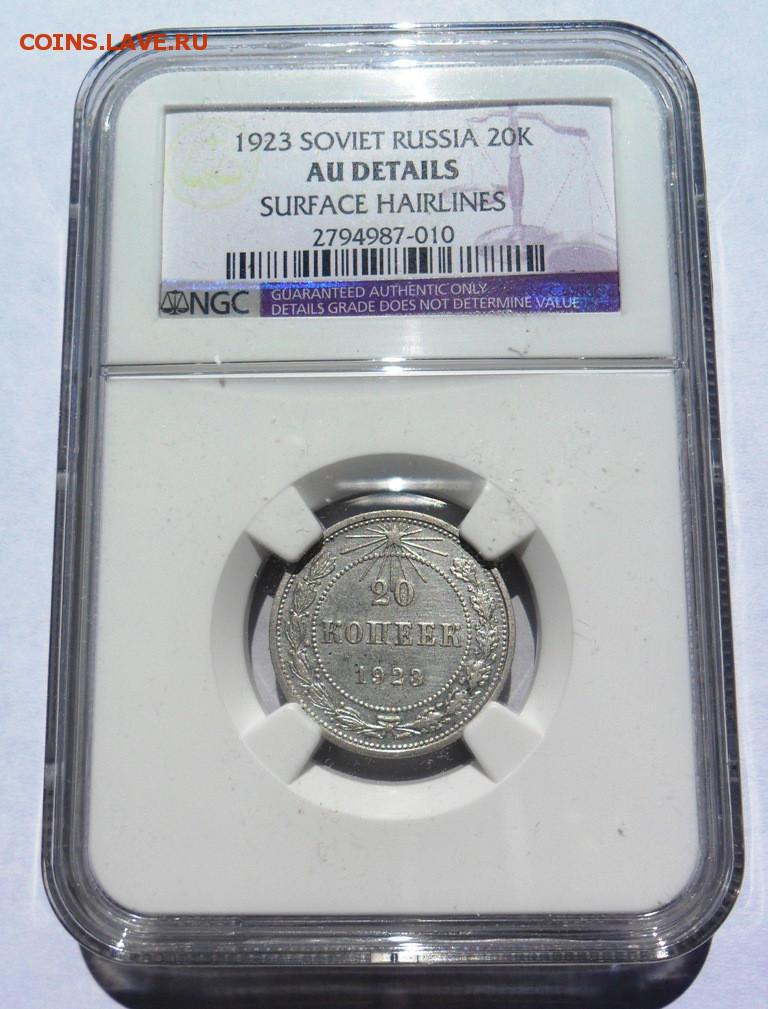 COINS.LAVE.RU
1923 SOVIET RUSSIA 20K
AU DETAILS
SURFACE HAIRLINES
2794987-010
NGC
GUARANTEED AUTHENTIC ONLY
DETAILS GRADE DOES NOT DETERMINE VALUE
20
КОПЕЕК
1923